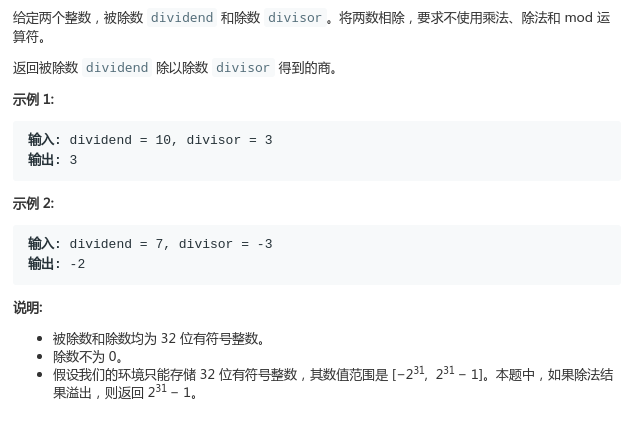 给定两个整数，被除数 dividend 和除数 divisor。将两数相除，要求不使用乘法、除法和 mod 运
算符。
返回被除数 dividend 除以除数 divisor 得到的商。
示例 1:
输入: dividend = 10, divisor = 3
输出: 3
示例 2:
输入: dividend = 7, divisor = -3
输出: -2
说明:
• 被除数和除数均为 32 位有符号整数。
• 除数不为 0。
• 假设我们的环境只能存储 32 位有符号整数，其数值范围是 [−2³¹, 2³¹ − 1]。本题中，如果除法结
果溢出，则返回 2³¹ − 1。